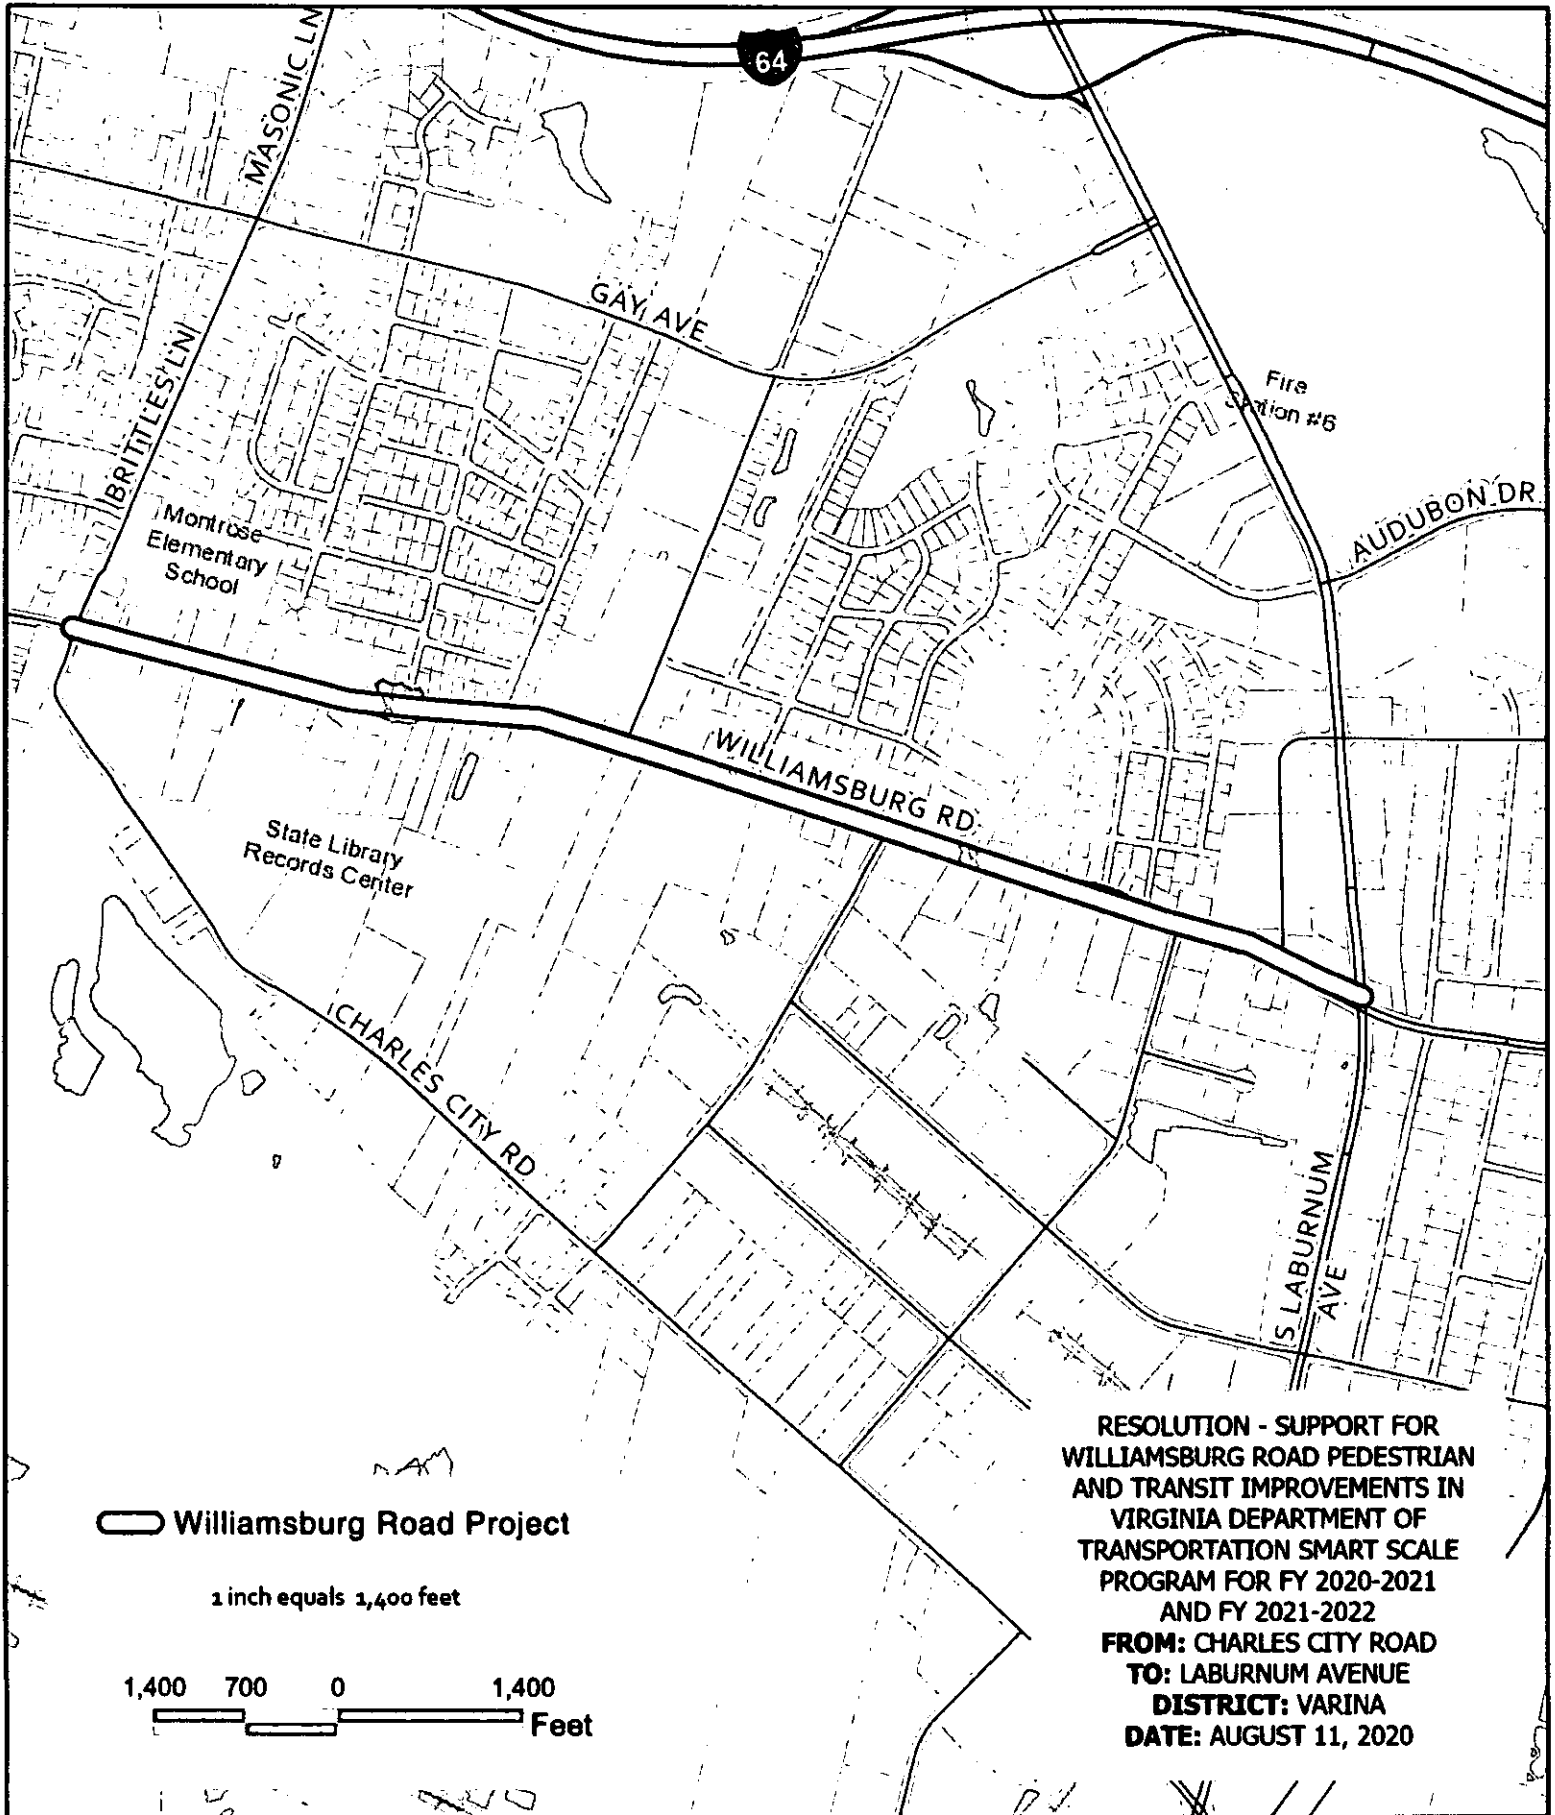 64
MASONIC LN
GAY AVE
BRITTLES LN
Fire
Station #6
AUDUBON DR
Montrose
Elementary
School
WILLIAMSBURG RD
State Library
Records Center
CHARLES CITY RD
S LABURNUM
AVE
RESOLUTION - SUPPORT FOR
WILLIAMSBURG ROAD PEDESTRIAN
AND TRANSIT IMPROVEMENTS IN
VIRGINIA DEPARTMENT OF
TRANSPORTATION SMART SCALE
PROGRAM FOR FY 2020-2021
AND FY 2021-2022
FROM: CHARLES CITY ROAD
TO: LABURNUM AVENUE
DISTRICT: VARINA
DATE: AUGUST 11, 2020
Williamsburg Road Project
1 inch equals 1,400 feet
1,400 700 0 1,400
Feet